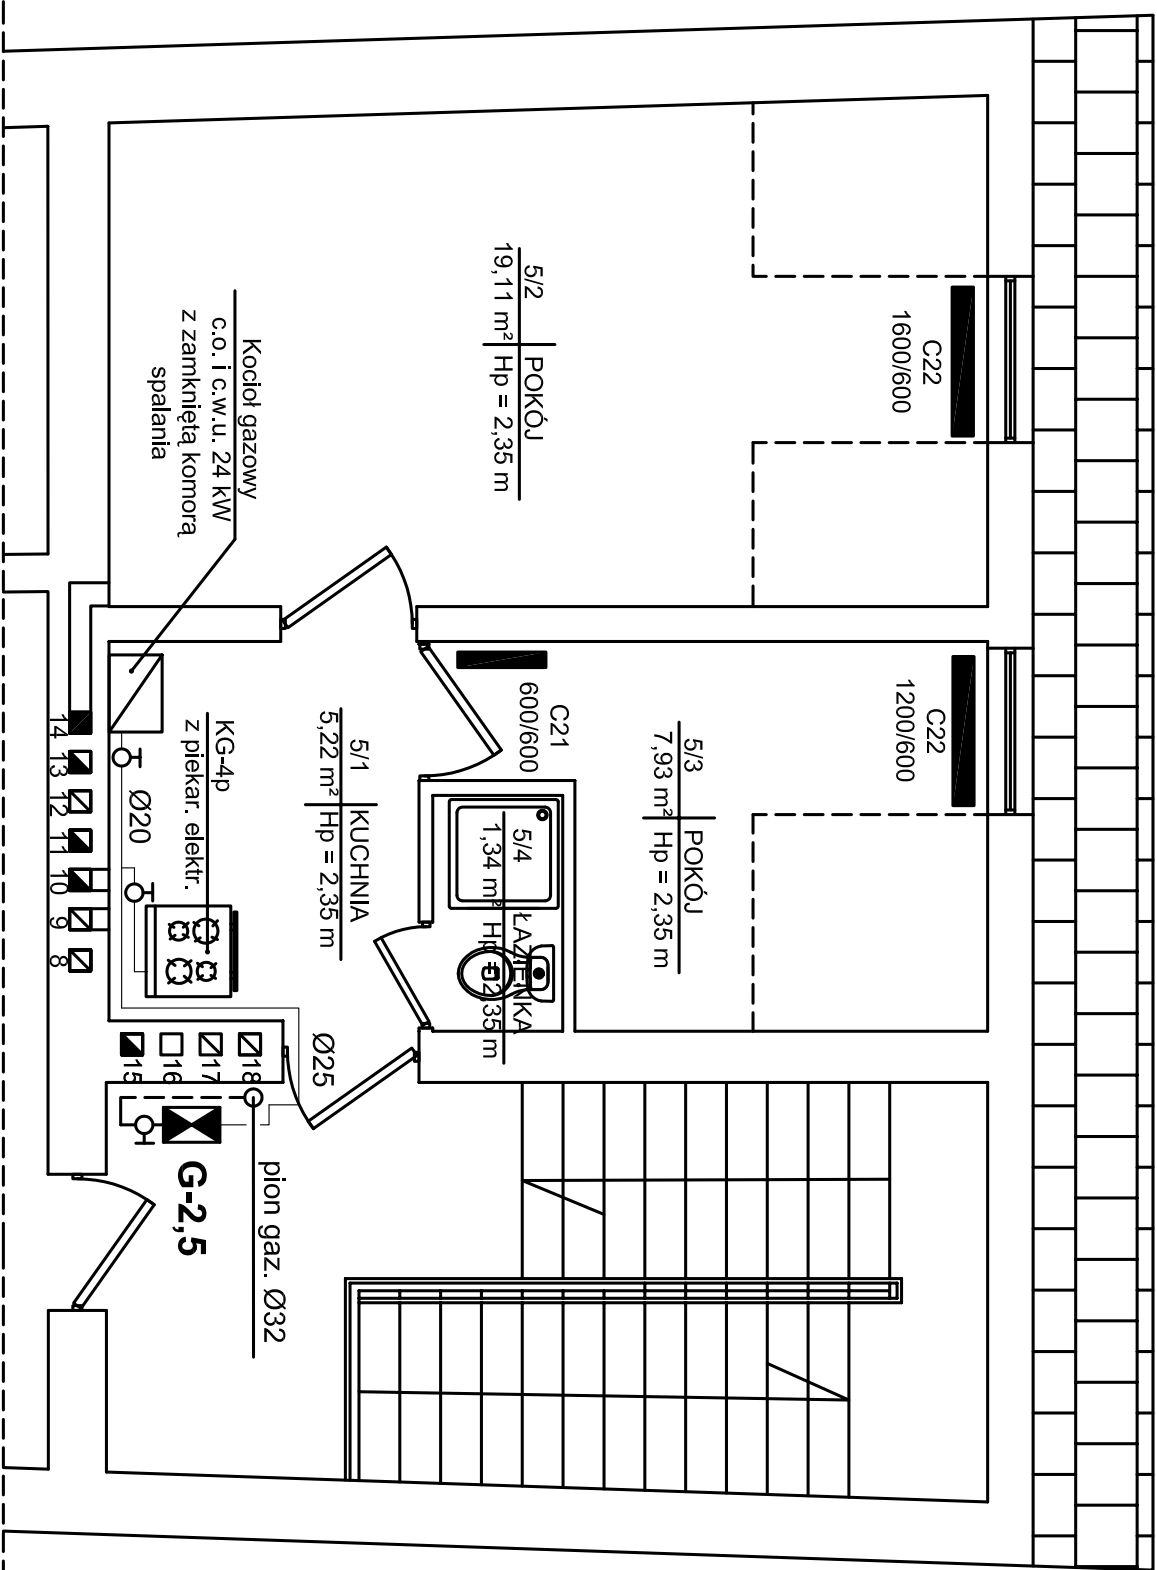 C22
1600/600
C22
1200/600
5/2 POKÓJ
19,11 m² Hp = 2,35 m
5/3 POKÓJ
7,93 m² Hp = 2,35 m
C21
600/600
5/4 ŁAZIENKA
1,34 m² Hp = 2,35 m
5/1 KUCHNIA
5,22 m² Hp = 2,35 m
Kocioł gazowy
c.o. i c.w.u. 24 kW
z zamkniętą komorą
spalania
KG-4p
z piekar. elektr.
Ø20
Ø25
14
13
12
11
10
9
8
18
17
16
15
pion gaz. Ø32
G-2,5